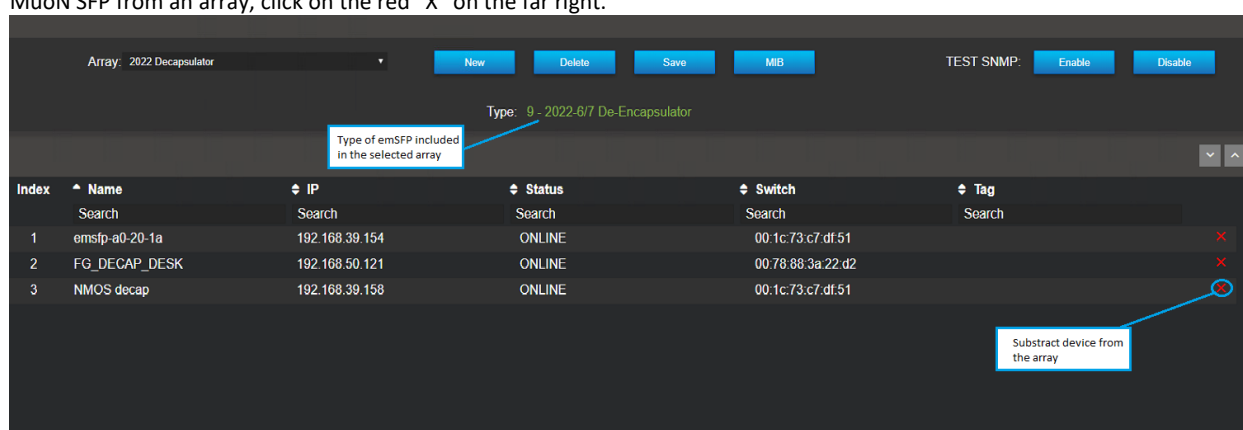 MuoN SFP from an array, click on the red "X" on the far right.
Array: 2022 Decapsulator New Delete Save MIB TEST SNMP: Enable Disable
Type: 9 - 2022-6/7 De-Encapsulator
Type of emSFP included
in the selected array
Index Name IP Status Switch Tag
Search Search Search Search Search
1 emsfp-a0-20-1a 192.168.39.154 ONLINE 00:1c:73:c7:df:51
2 FG_DECAP_DESK 192.168.50.121 ONLINE 00:78:88:3a:22:d2
3 NMOS decap 192.168.39.158 ONLINE 00:1c:73:c7:df:51
Substract device from
the array